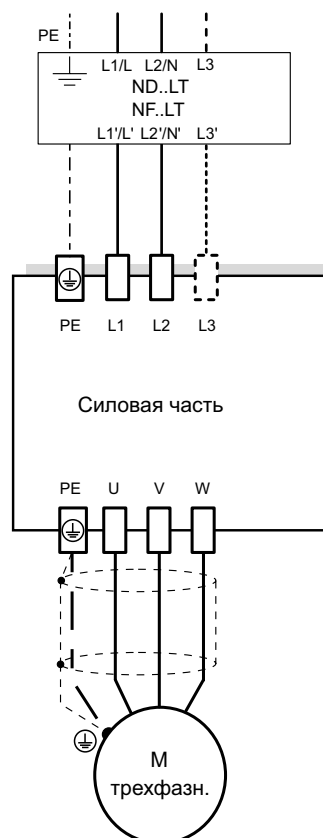 PE
L1/L L2/N L3
ND..LT
NF..LT
L1'/L' L2'/N' L3'
PE L1 L2 L3
Силовая часть
PE U V W
M
трехфазн.